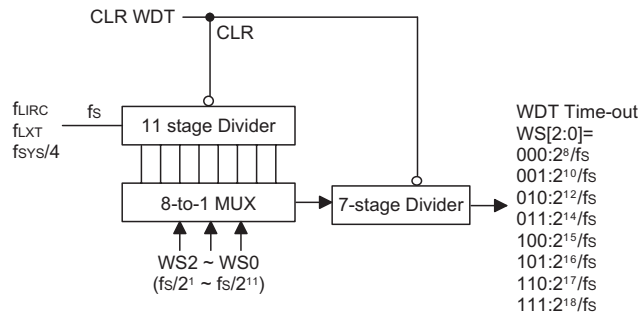 CLR WDT
CLR
fLIRC
fLXT
fSYS/4
fS
11 stage Divider
8-to-1 MUX
7-stage Divider
WS2 ~ WS0
(fS/2¹ ~ fS/2¹¹)
WDT Time-out
WS[2:0]=
000:2⁸/fS
001:2¹⁰/fS
010:2¹²/fS
011:2¹⁴/fS
100:2¹⁵/fS
101:2¹⁶/fS
110:2¹⁷/fS
111:2¹⁸/fS